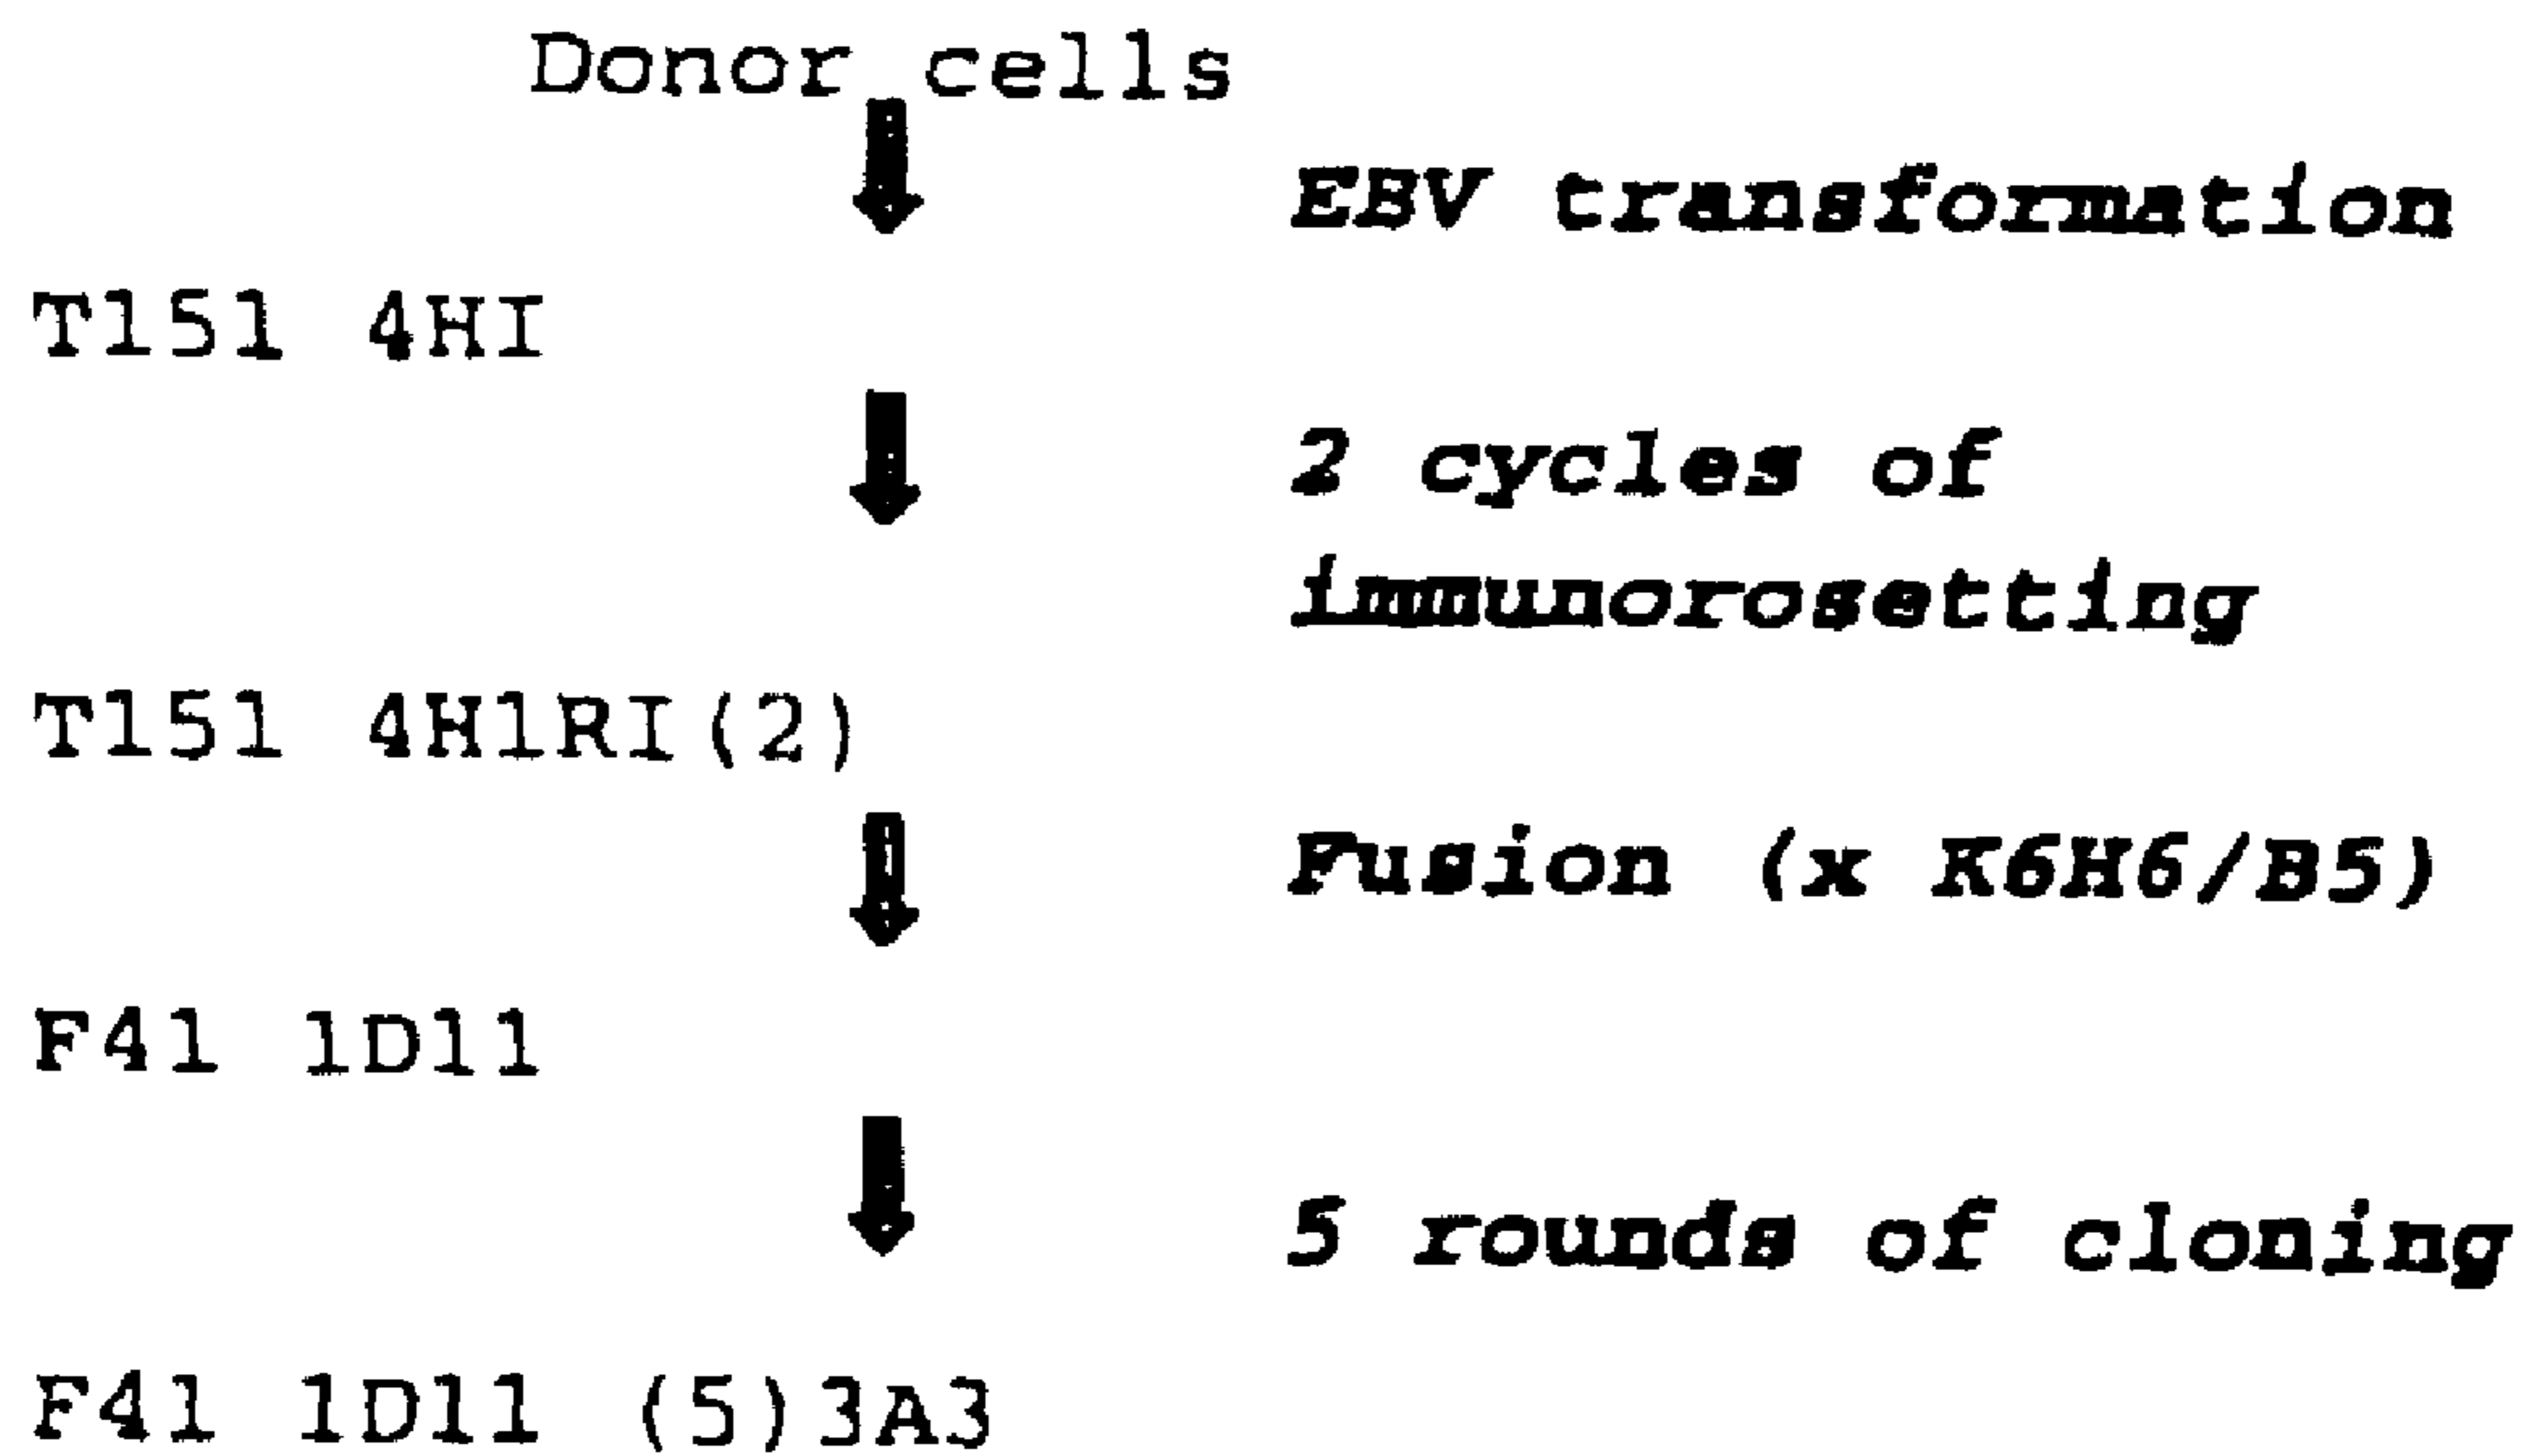 Donor cells
EBV transformation
T151 4HI
2 cycles of
immunorosetting
T151 4H1RI(2)
Fusion (x K6H6/B5)
F41 1D11
5 rounds of cloning
F41 1D11 (5)3A3